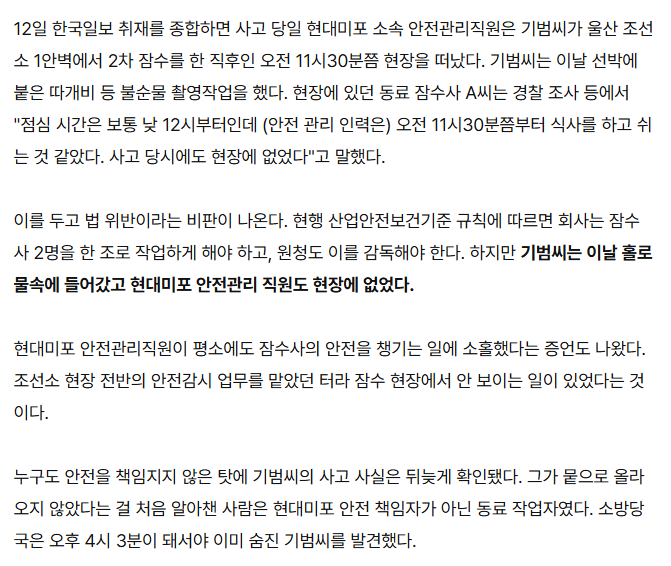 12일 한국일보 취재를 종합하면 사고 당일 현대미포 소속 안전관리직원은 기범씨가 울산 조선
소 1안벽에서 2차 잠수를 한 직후인 오전 11시30분쯤 현장을 떠났다. 기범씨는 이날 선박에
붙은 따개비 등 불순물 촬영작업을 했다. 현장에 있던 동료 잠수사 A씨는 경찰 조사 등에서
"점심 시간은 보통 낮 12시부터인데 (안전 관리 인력은) 오전 11시30분쯤부터 식사를 하고 쉬
는 것 같았다. 사고 당시에도 현장에 없었다"고 말했다.
이를 두고 법 위반이라는 비판이 나온다. 현행 산업안전보건기준 규칙에 따르면 회사는 잠수
사 2명을 한 조로 작업하게 해야 하고, 원청도 이를 감독해야 한다. 하지만 기범씨는 이날 홀로
물속에 들어갔고 현대미포 안전관리 직원도 현장에 없었다.
현대미포 안전관리직원이 평소에도 잠수사의 안전을 챙기는 일에 소홀했다는 증언도 나왔다.
조선소 현장 전반의 안전감시 업무를 맡았던 터라 잠수 현장에서 안 보이는 일이 있었다는 것
이다.
누구도 안전을 책임지지 않은 탓에 기범씨의 사고 사실은 뒤늦게 확인됐다. 그가 뭍으로 올라
오지 않았다는 걸 처음 알아챈 사람은 현대미포 안전 책임자가 아닌 동료 작업자였다. 소방당
국은 오후 4시 3분이 돼서야 이미 숨진 기범씨를 발견했다.